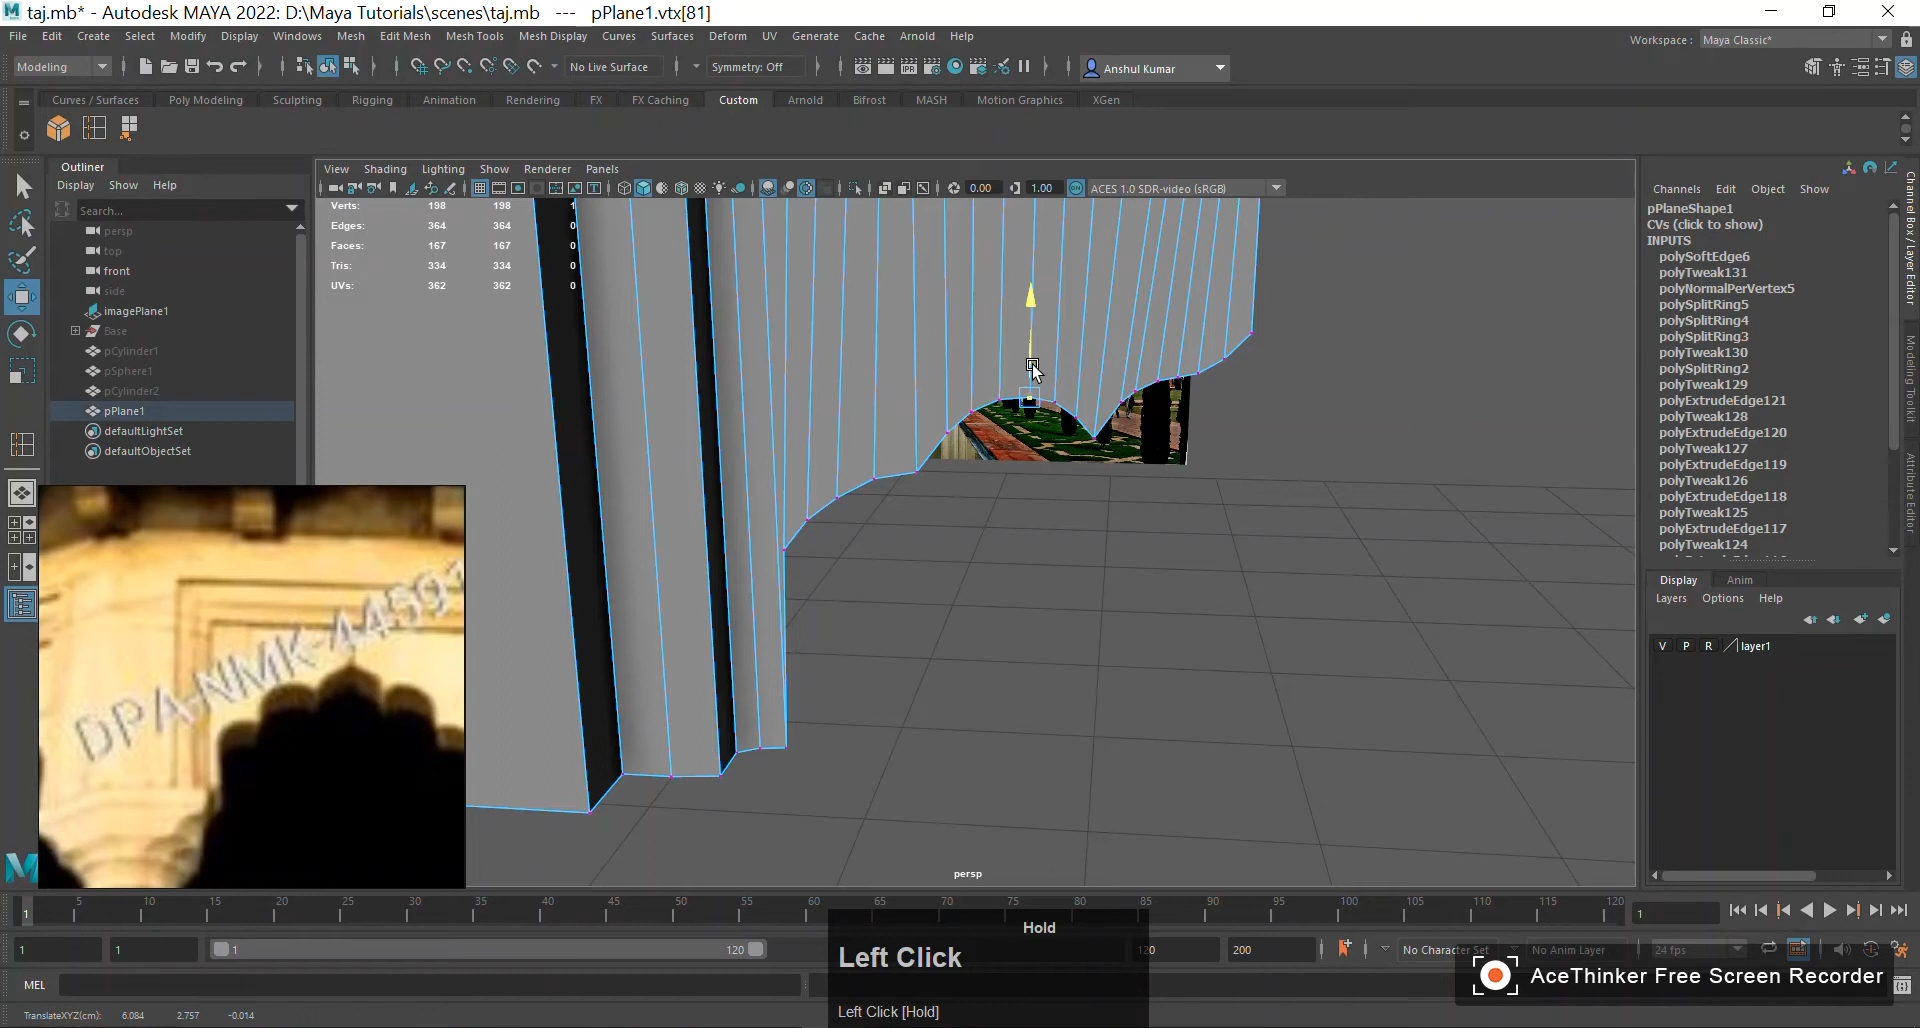 taj.mb* - Autodesk MAYA 2022: D:\Maya Tutorials\scenes\taj.mb --- pPlane1.vtx[81]
File Edit Create Select Modify Display Windows Mesh Edit Mesh Mesh Tools Mesh Display Curves Surfaces Deform UV Generate Cache Arnold Help
Workspace: Maya Classic*
Modeling No Live Surface Symmetry: Off Anshul Kumar
Curves / Surfaces Poly Modeling Sculpting Rigging Animation Rendering FX FX Caching Custom Arnold Bifrost MASH Motion Graphics XGen
Outliner
Display Show Help
Search...
persp
top
front
side
imagePlane1
Base
pCylinder1
pSphere1
pCylinder2
pPlane1
defaultLightSet
defaultObjectSet
View Shading Lighting Show Renderer Panels
0.00 1.00 ACES 1.0 SDR-video (sRGB)
Verts: 198 198 1
Edges: 364 364 0
Faces: 167 167 0
Tris: 334 334 0
UVs: 362 362 0
persp
DPA-NMK-44591
Channels Edit Object Show
pPlaneShape1
CVs (click to show)
INPUTS
polySoftEdge6
polyTweak131
polyNormalPerVertex5
polySplitRing5
polySplitRing4
polySplitRing3
polyTweak130
polySplitRing2
polyTweak129
polyExtrudeEdge121
polyTweak128
polyExtrudeEdge120
polyTweak127
polyExtrudeEdge119
polyTweak126
polyExtrudeEdge118
polyTweak125
polyExtrudeEdge117
polyTweak124
Channel Box / Layer Editor
Modeling Toolkit
Attribute Editor
Display Anim
Layers Options Help
V P R layer1
1 5 10 15 20 25 30 35 40 45 50 55 60 65 70 75 80 85 90 95 100 105 110 115 120
1
1 1 1 120 120 200 No Character Set No Anim Layer 24 fps
Hold
Left Click
Left Click [Hold]
AceThinker Free Screen Recorder
MEL
TranslateXYZ(cm): 6.084 2.757 -0.014